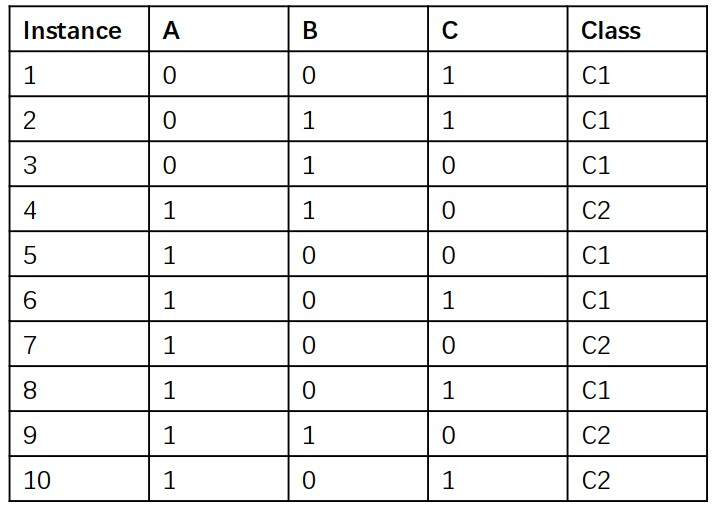 Instance A B C Class
1 0 0 1 C1
2 0 1 1 C1
3 0 1 0 C1
4 1 1 0 C2
5 1 0 0 C1
6 1 0 1 C1
7 1 0 0 C2
8 1 0 1 C1
9 1 1 0 C2
10 1 0 1 C2